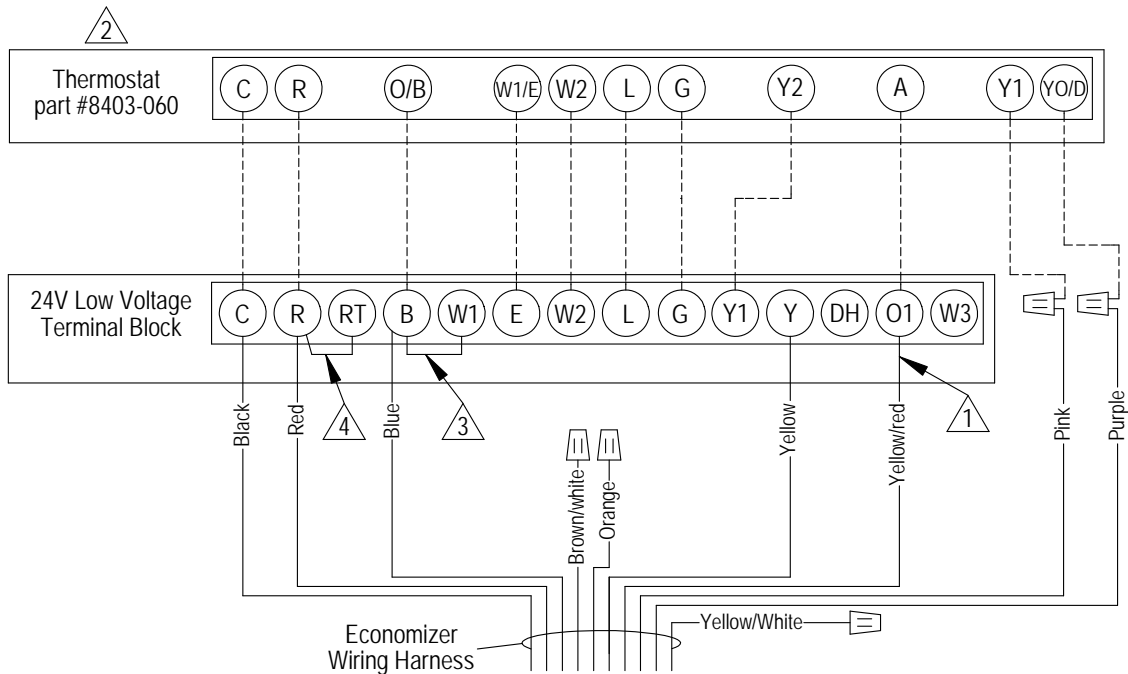 2
Thermostat
part #8403-060
C R O/B W1/E W2 L G Y2 A Y1 YO/D
24V Low Voltage
Terminal Block
C R RT B W1 E W2 L G Y1 Y DH O1 W3
4
3
1
Black
Red
Blue
Brown/white
Orange
Yellow
Yellow/red
Pink
Purple
Yellow/White
Economizer
Wiring Harness